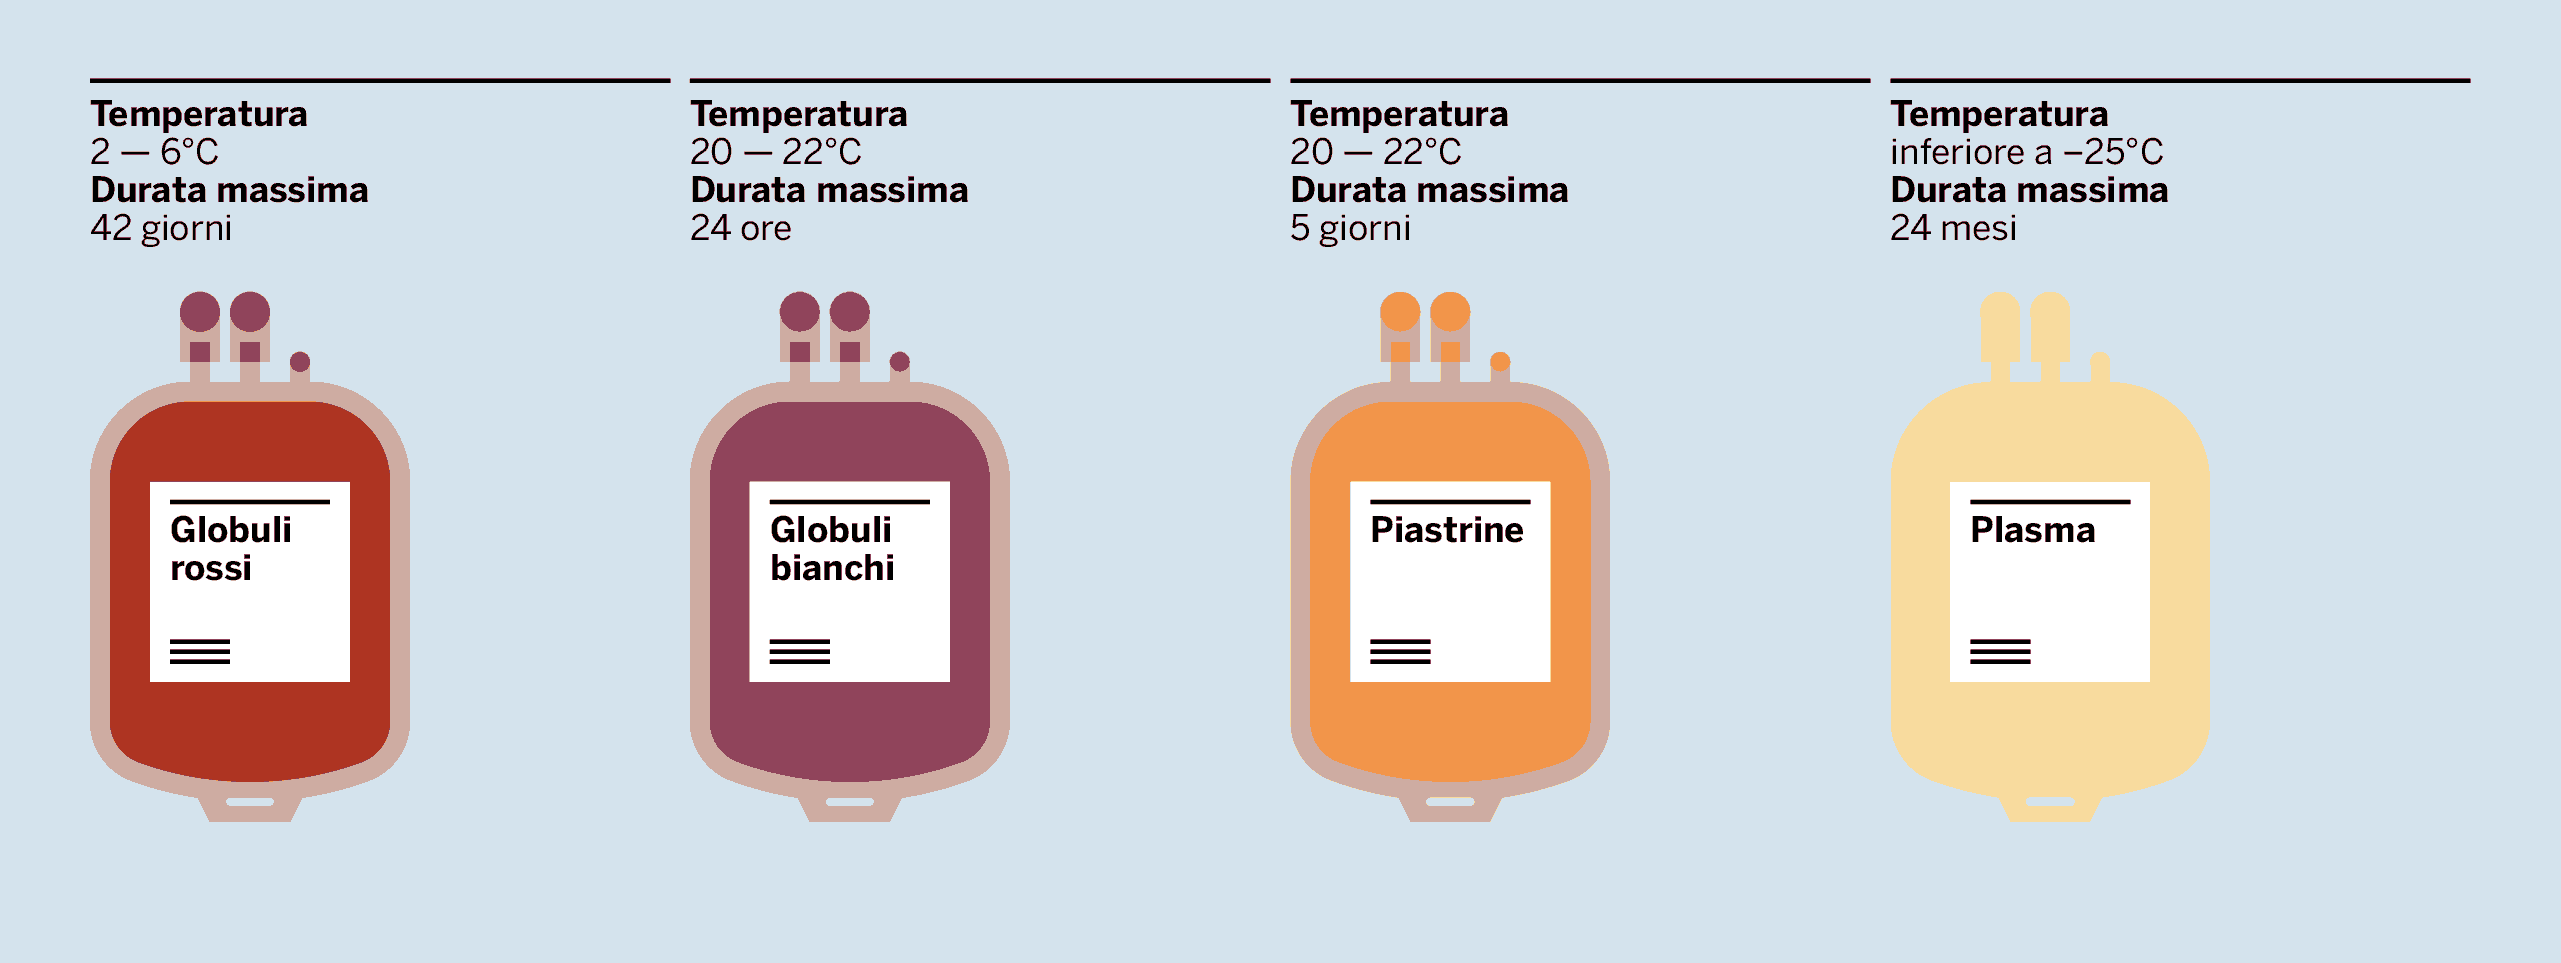 Temperatura
2 — 6°C
Durata massima
42 giorni
Globuli
rossi
Temperatura
20 — 22°C
Durata massima
24 ore
Globuli
bianchi
Temperatura
20 — 22°C
Durata massima
5 giorni
Piastrine
Temperatura
inferiore a –25°C
Durata massima
24 mesi
Plasma